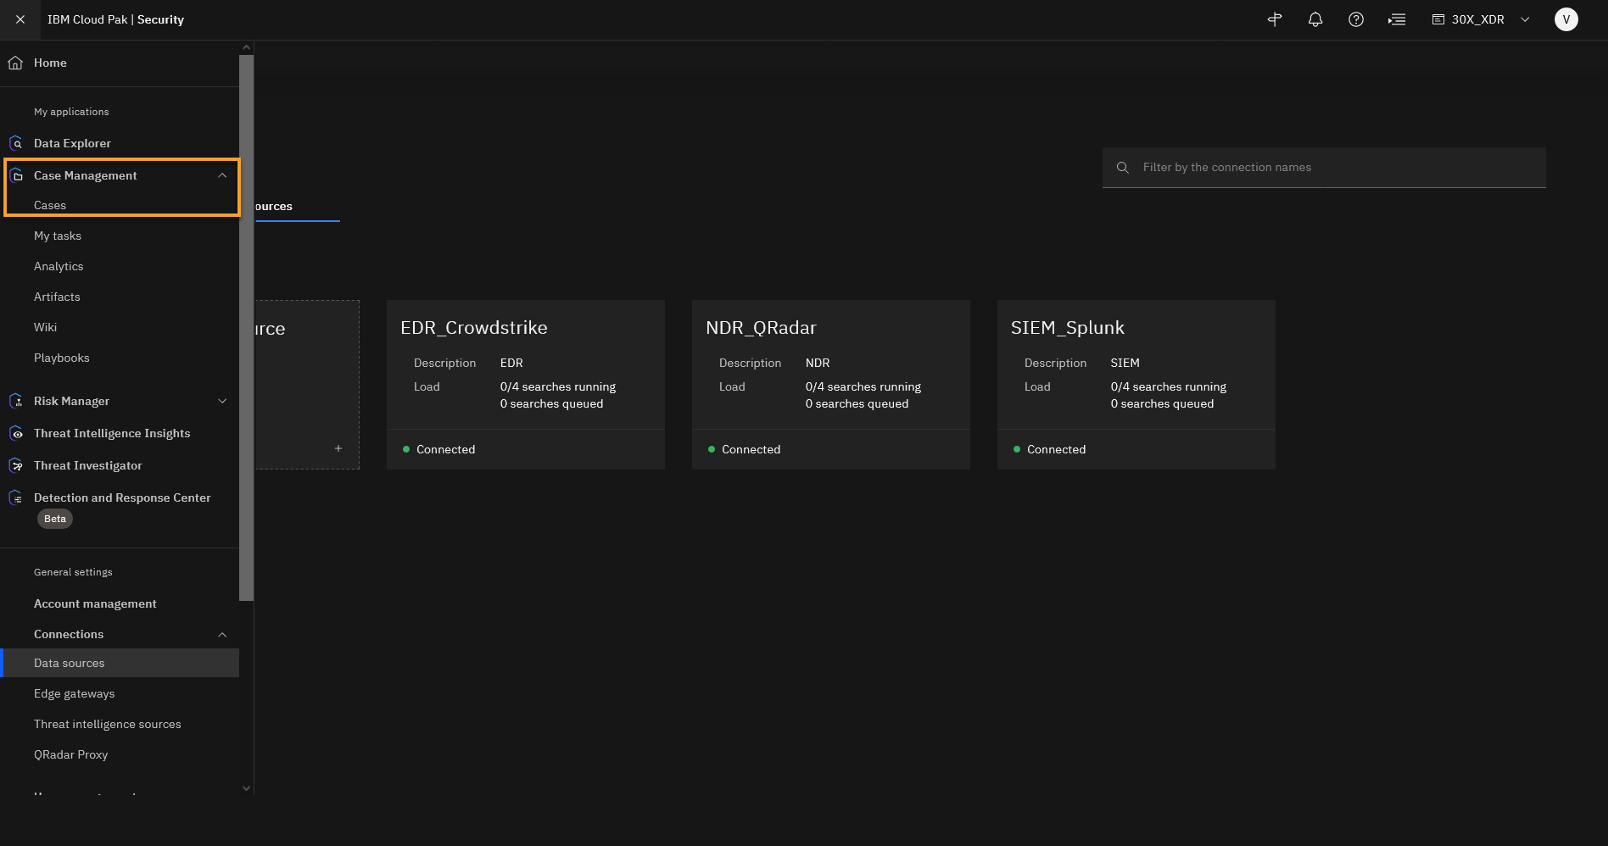 IBM Cloud Pak | Security
30X_XDR
V
Home
My applications
Data Explorer
Case Management
Cases
My tasks
Analytics
Artifacts
Wiki
Playbooks
Risk Manager
Threat Intelligence Insights
Threat Investigator
Detection and Response Center
Beta
General settings
Account management
Connections
Data sources
Edge gateways
Threat intelligence sources
QRadar Proxy
Filter by the connection names
ources
urce
+
EDR_Crowdstrike
Description EDR
Load 0/4 searches running
0 searches queued
Connected
NDR_QRadar
Description NDR
Load 0/4 searches running
0 searches queued
Connected
SIEM_Splunk
Description SIEM
Load 0/4 searches running
0 searches queued
Connected